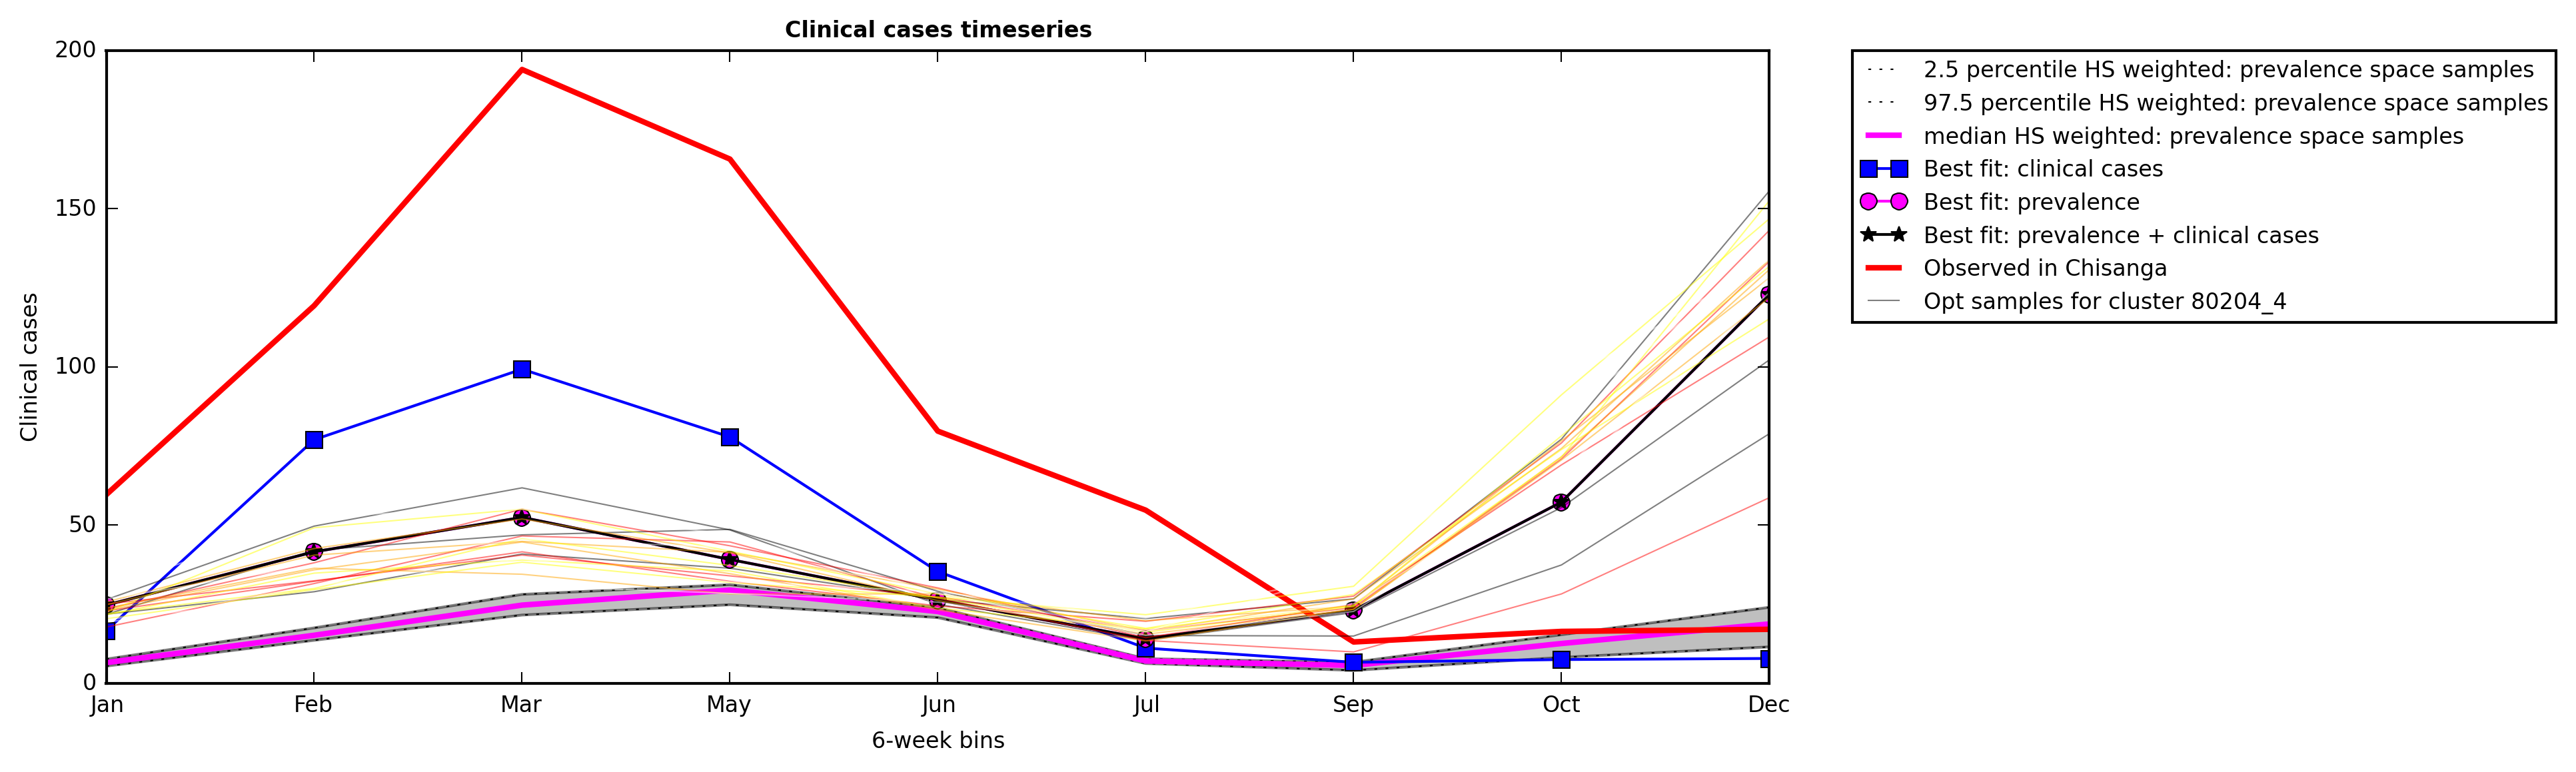 Clinical cases timeseries
200
150
100
50
0
Clinical cases
Jan Feb Mar May Jun Jul Sep Oct Dec
6-week bins
2.5 percentile HS weighted: prevalence space samples
97.5 percentile HS weighted: prevalence space samples
median HS weighted: prevalence space samples
Best fit: clinical cases
Best fit: prevalence
Best fit: prevalence + clinical cases
Observed in Chisanga
Opt samples for cluster 80204_4